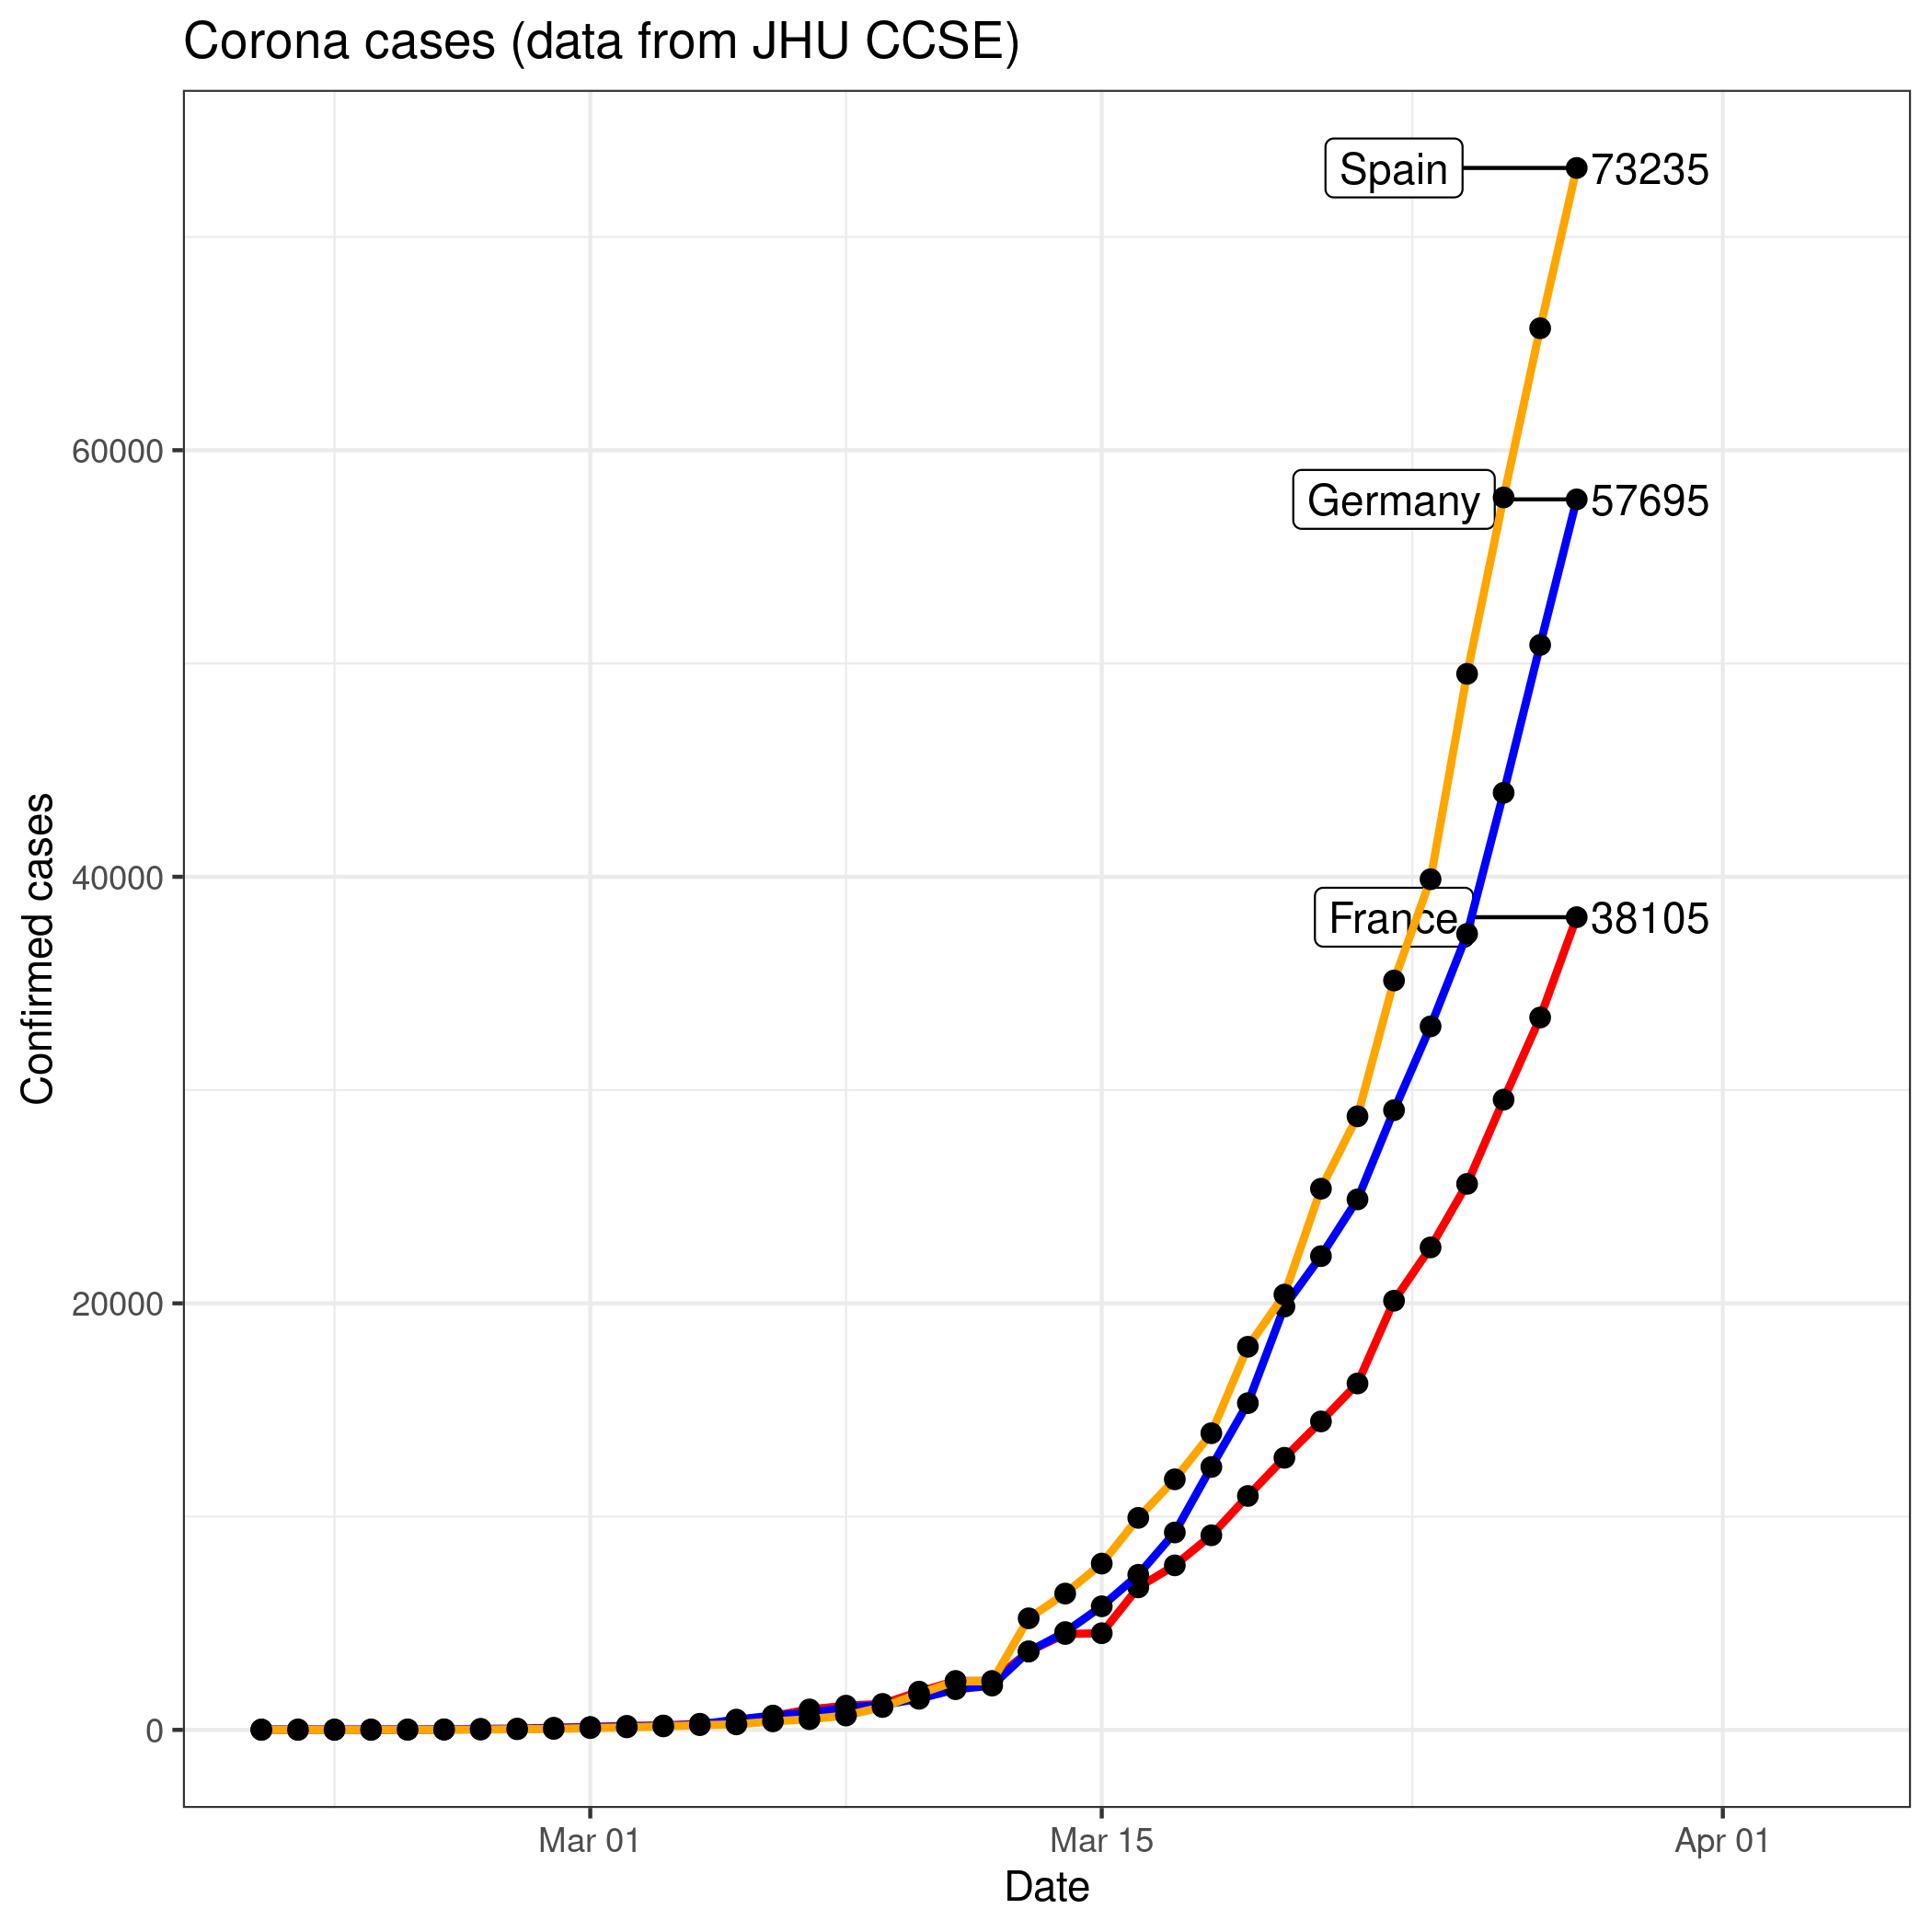 Corona cases (data from JHU CCSE)
Spain 73235
60000
Germany 57695
Confirmed cases
40000
France 38105
20000
0
Mar 01 Mar 15 Apr 01
Date